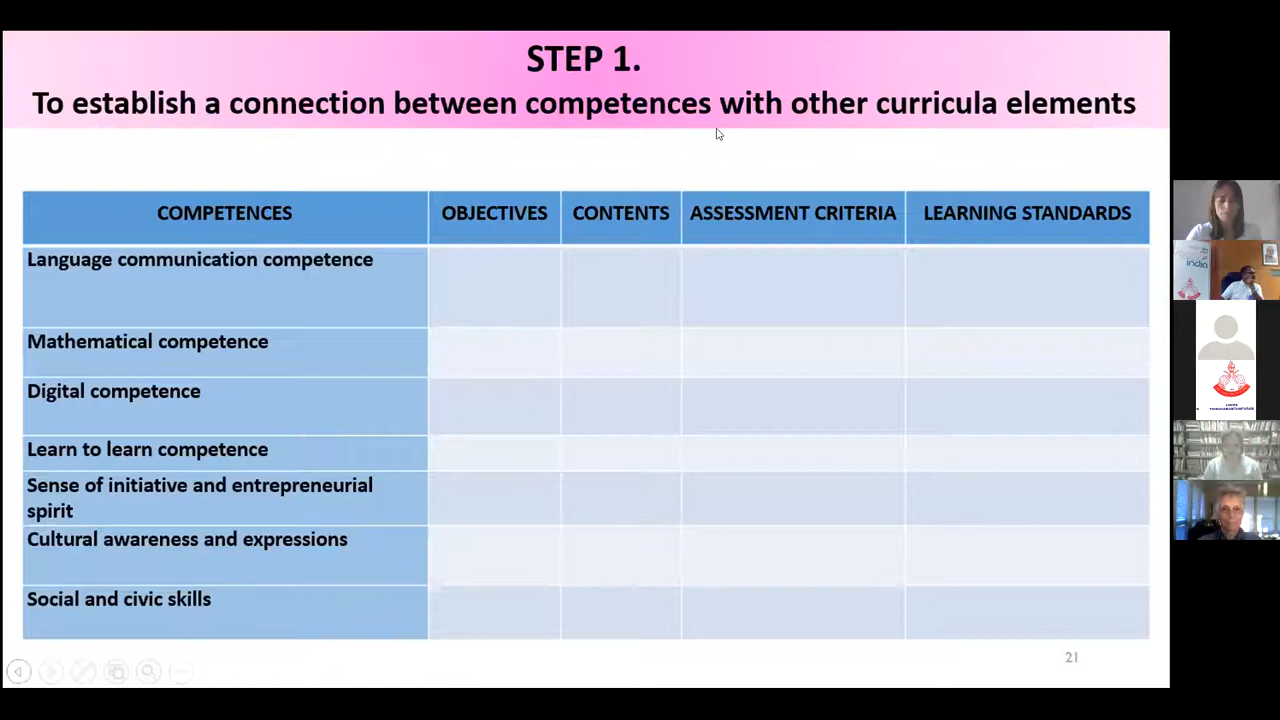 STEP 1.
To establish a connection between competences with other curricula elements
COMPETENCES
OBJECTIVES
CONTENTS
ASSESSMENT CRITERIA
LEARNING STANDARDS
Language communication competence
Mathematical competence
Digital competence
Learn to learn competence
Sense of initiative and entrepreneurial
spirit
Cultural awareness and expressions
Social and civic skills
21
india